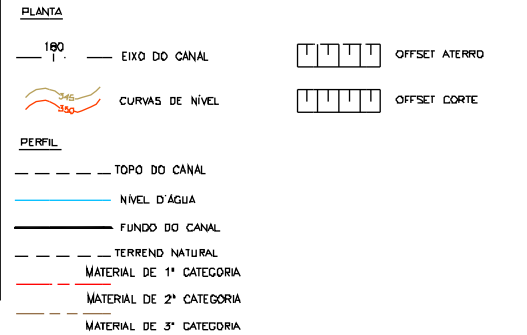 PLANTA
180
EIXO DO CANAL
OFFSET ATERRO
345
350
CURVAS DE NÍVEL
OFFSET CORTE
PERFIL
TOPO DO CANAL
NÍVEL D'ÁGUA
FUNDO DO CANAL
TERRENO NATURAL
MATERIAL DE 1ª CATEGORIA
MATERIAL DE 2ª CATEGORIA
MATERIAL DE 3ª CATEGORIA